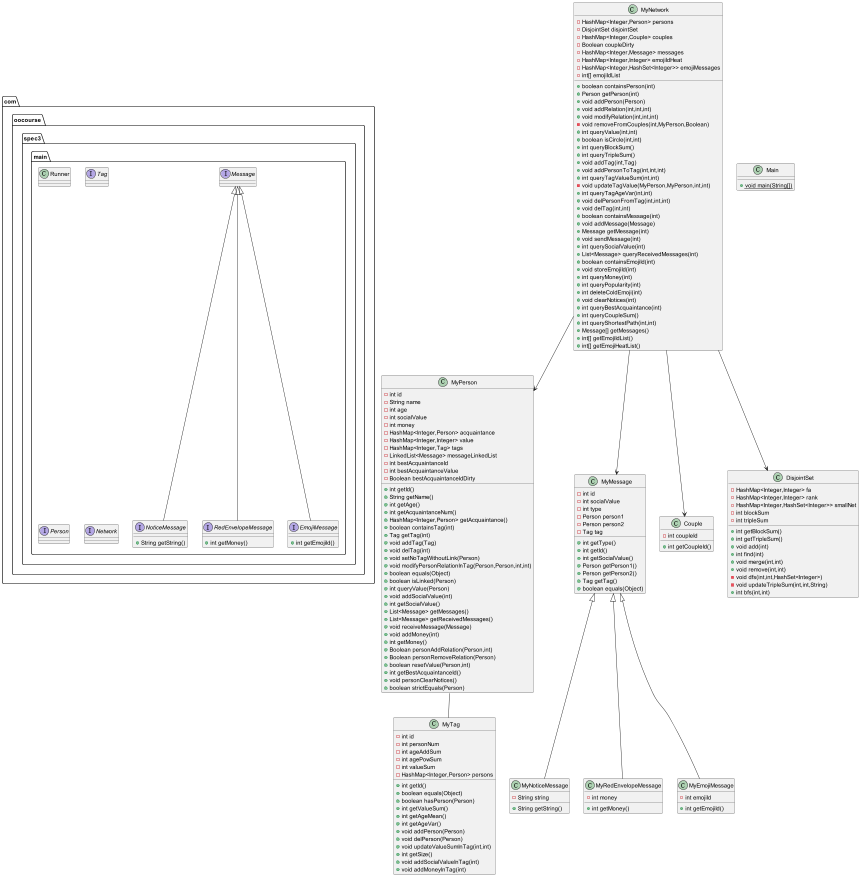 com
oocourse
spec3
main
C Runner
I Tag
I Message
I Person
I Network
I NoticeMessage
String getString()
I RedEnvelopeMessage
int getMoney()
I EmojiMessage
int getEmojiId()
C MyNetwork
HashMap<Integer,Person> persons
DisjointSet disjointSet
HashMap<Integer,Couple> couples
Boolean coupleDirty
HashMap<Integer,Message> messages
HashMap<Integer,Integer> emojiIdHeat
HashMap<Integer,HashSet<Integer>> emojiMessages
int[] emojiIdList
boolean containsPerson(int)
Person getPerson(int)
void addPerson(Person)
void addRelation(int,int,int)
void modifyRelation(int,int,int)
void removeFromCouples(int,MyPerson,Boolean)
int queryValue(int,int)
boolean isCircle(int,int)
int queryBlockSum()
int queryTripleSum()
void addTag(int,Tag)
void addPersonToTag(int,int,int)
int queryTagValueSum(int,int)
void updateTagValue(MyPerson,MyPerson,int,int)
int queryTagAgeVar(int,int)
void delPersonFromTag(int,int,int)
void delTag(int,int)
boolean containsMessage(int)
void addMessage(Message)
Message getMessage(int)
void sendMessage(int)
int querySocialValue(int)
List<Message> queryReceivedMessages(int)
boolean containsEmojiId(int)
void storeEmojiId(int)
int queryMoney(int)
int queryPopularity(int)
int deleteColdEmoji(int)
void clearNotices(int)
int queryBestAcquaintance(int)
int queryCoupleSum()
int queryShortestPath(int,int)
Message[] getMessages()
int[] getEmojiIdList()
int[] getEmojiHeatList()
C Main
void main(String[])
C MyPerson
int id
String name
int age
int socialValue
int money
HashMap<Integer,Person> acquaintance
HashMap<Integer,Integer> value
HashMap<Integer,Tag> tags
LinkedList<Message> messageLinkedList
int bestAcquaintanceId
int bestAcquaintanceValue
Boolean bestAcquaintanceIdDirty
int getId()
String getName()
int getAge()
int getAcquaintanceNum()
HashMap<Integer,Person> getAcquaintance()
boolean containsTag(int)
Tag getTag(int)
void addTag(Tag)
void delTag(int)
void setNoTagWithoutLink(Person)
void modifyPersonRelationInTag(Person,Person,int,int)
boolean equals(Object)
boolean isLinked(Person)
int queryValue(Person)
void addSocialValue(int)
int getSocialValue()
List<Message> getMessages()
List<Message> getReceivedMessages()
void receiveMessage(Message)
void addMoney(int)
int getMoney()
Boolean personAddRelation(Person,int)
Boolean personRemoveRelation(Person)
boolean resetValue(Person,int)
int getBestAcquaintanceId()
void personClearNotices()
boolean strictEquals(Person)
C MyMessage
int id
int socialValue
int type
Person person1
Person person2
Tag tag
int getType()
int getId()
int getSocialValue()
Person getPerson1()
Person getPerson2()
Tag getTag()
boolean equals(Object)
C Couple
int coupleId
int getCoupleId()
C DisjointSet
HashMap<Integer,Integer> fa
HashMap<Integer,Integer> rank
HashMap<Integer,HashSet<Integer>> smallNet
int blockSum
int tripleSum
int getBlockSum()
int getTripleSum()
void add(int)
int find(int)
void merge(int,int)
void remove(int,int)
void dfs(int,int,HashSet<Integer>)
void updateTripleSum(int,int,String)
int bfs(int,int)
C MyTag
int id
int personNum
int ageAddSum
int agePowSum
int valueSum
HashMap<Integer,Person> persons
int getId()
boolean equals(Object)
boolean hasPerson(Person)
int getValueSum()
int getAgeMean()
int getAgeVar()
void addPerson(Person)
void delPerson(Person)
void updateValueSumInTag(int,int)
int getSize()
void addSocialValueInTag(int)
void addMoneyInTag(int)
C MyNoticeMessage
String string
String getString()
C MyRedEnvelopeMessage
int money
int getMoney()
C MyEmojiMessage
int emojiId
int getEmojiId()